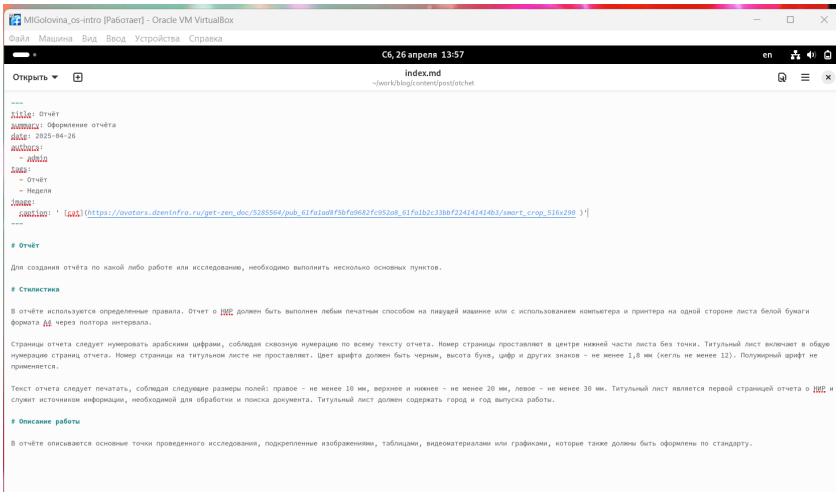 MIGolovina_os-intro [Работает] - Oracle VM VirtualBox
Файл Машина Вид Ввод Устройства Справка
Сб, 26 апреля 13:57
en
Открыть
index.md
~/work/blog/content/post/otchet
---
title: Отчёт
summary: Оформление отчёта
date: 2025-04-26
authors:
- admin
tags:
- Отчёт
- Неделя
image:
caption: ' [cat](https://avatars.dzeninfra.ru/get-zen_doc/5285564/pub_61fa1ad8f5bfa9682fc952a8_61fa1b2c33bbf224141414b3/smart_crop_516x290 )'
---
# Отчёт
Для создания отчёта по какой либо работе или исследованию, необходимо выполнить несколько основных пунктов.
# Стилистика
В отчёте используются определенные правила. Отчет о НИР должен быть выполнен любым печатным способом на пишущей машинке или с использованием компьютера и принтера на одной стороне листа белой бумаги
формата А4 через полтора интервала.
Страницы отчета следует нумеровать арабскими цифрами, соблюдая сквозную нумерацию по всему тексту отчета. Номер страницы проставляют в центре нижней части листа без точки. Титульный лист включают в общую
нумерацию страниц отчета. Номер страницы на титульном листе не проставляют. Цвет шрифта должен быть черным, высота букв, цифр и других знаков - не менее 1,8 мм (кегль не менее 12). Полужирный шрифт не
применяется.
Текст отчета следует печатать, соблюдая следующие размеры полей: правое - не менее 10 мм, верхнее и нижнее - не менее 20 мм, левое - не менее 30 мм. Титульный лист является первой страницей отчета о НИР и
служит источником информации, необходимой для обработки и поиска документа. Титульный лист должен содержать город и год выпуска работы.
# Описание работы
В отчёте описываются основные точки проведенного исследования, подкрепленные изображениями, таблицами, видеоматериалами или графиками, которые также должны быть оформлены по стандарту.